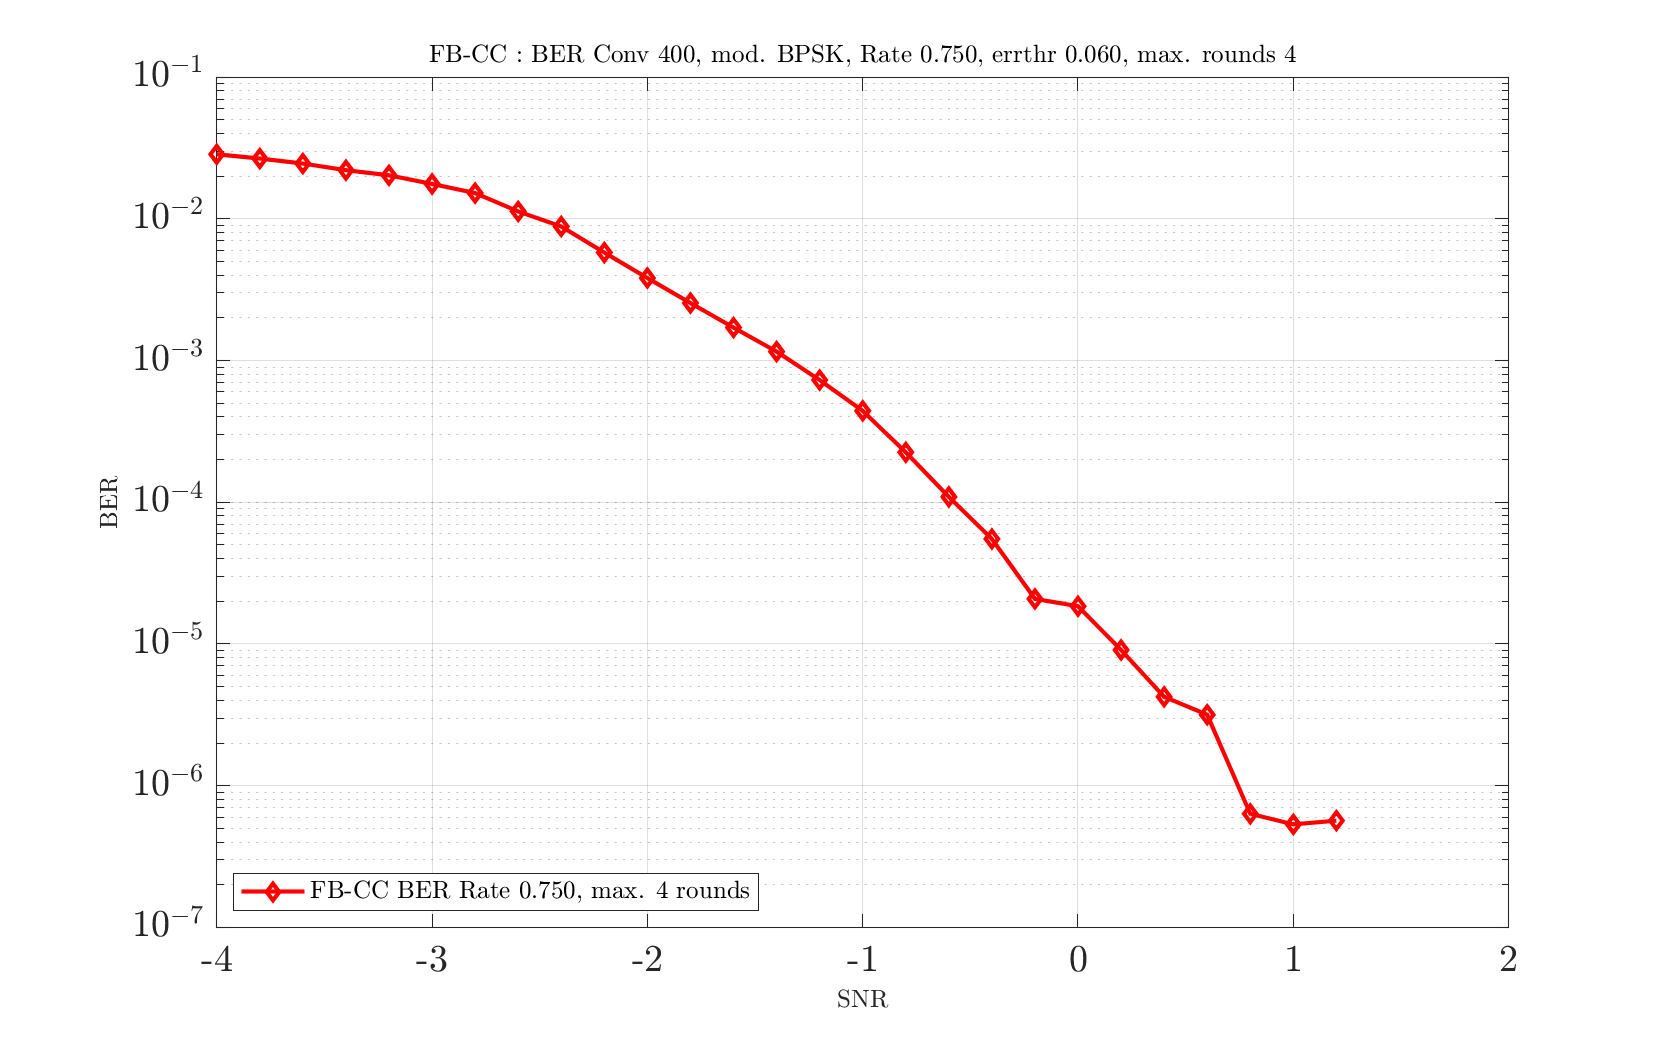 FB-CC : BER Conv 400, mod. BPSK, Rate 0.750, errthr 0.060, max. rounds 4
10⁻¹
10⁻²
10⁻³
10⁻⁴
10⁻⁵
10⁻⁶
10⁻⁷
BER
FB-CC BER Rate 0.750, max. 4 rounds
-4 -3 -2 -1 0 1 2
SNR